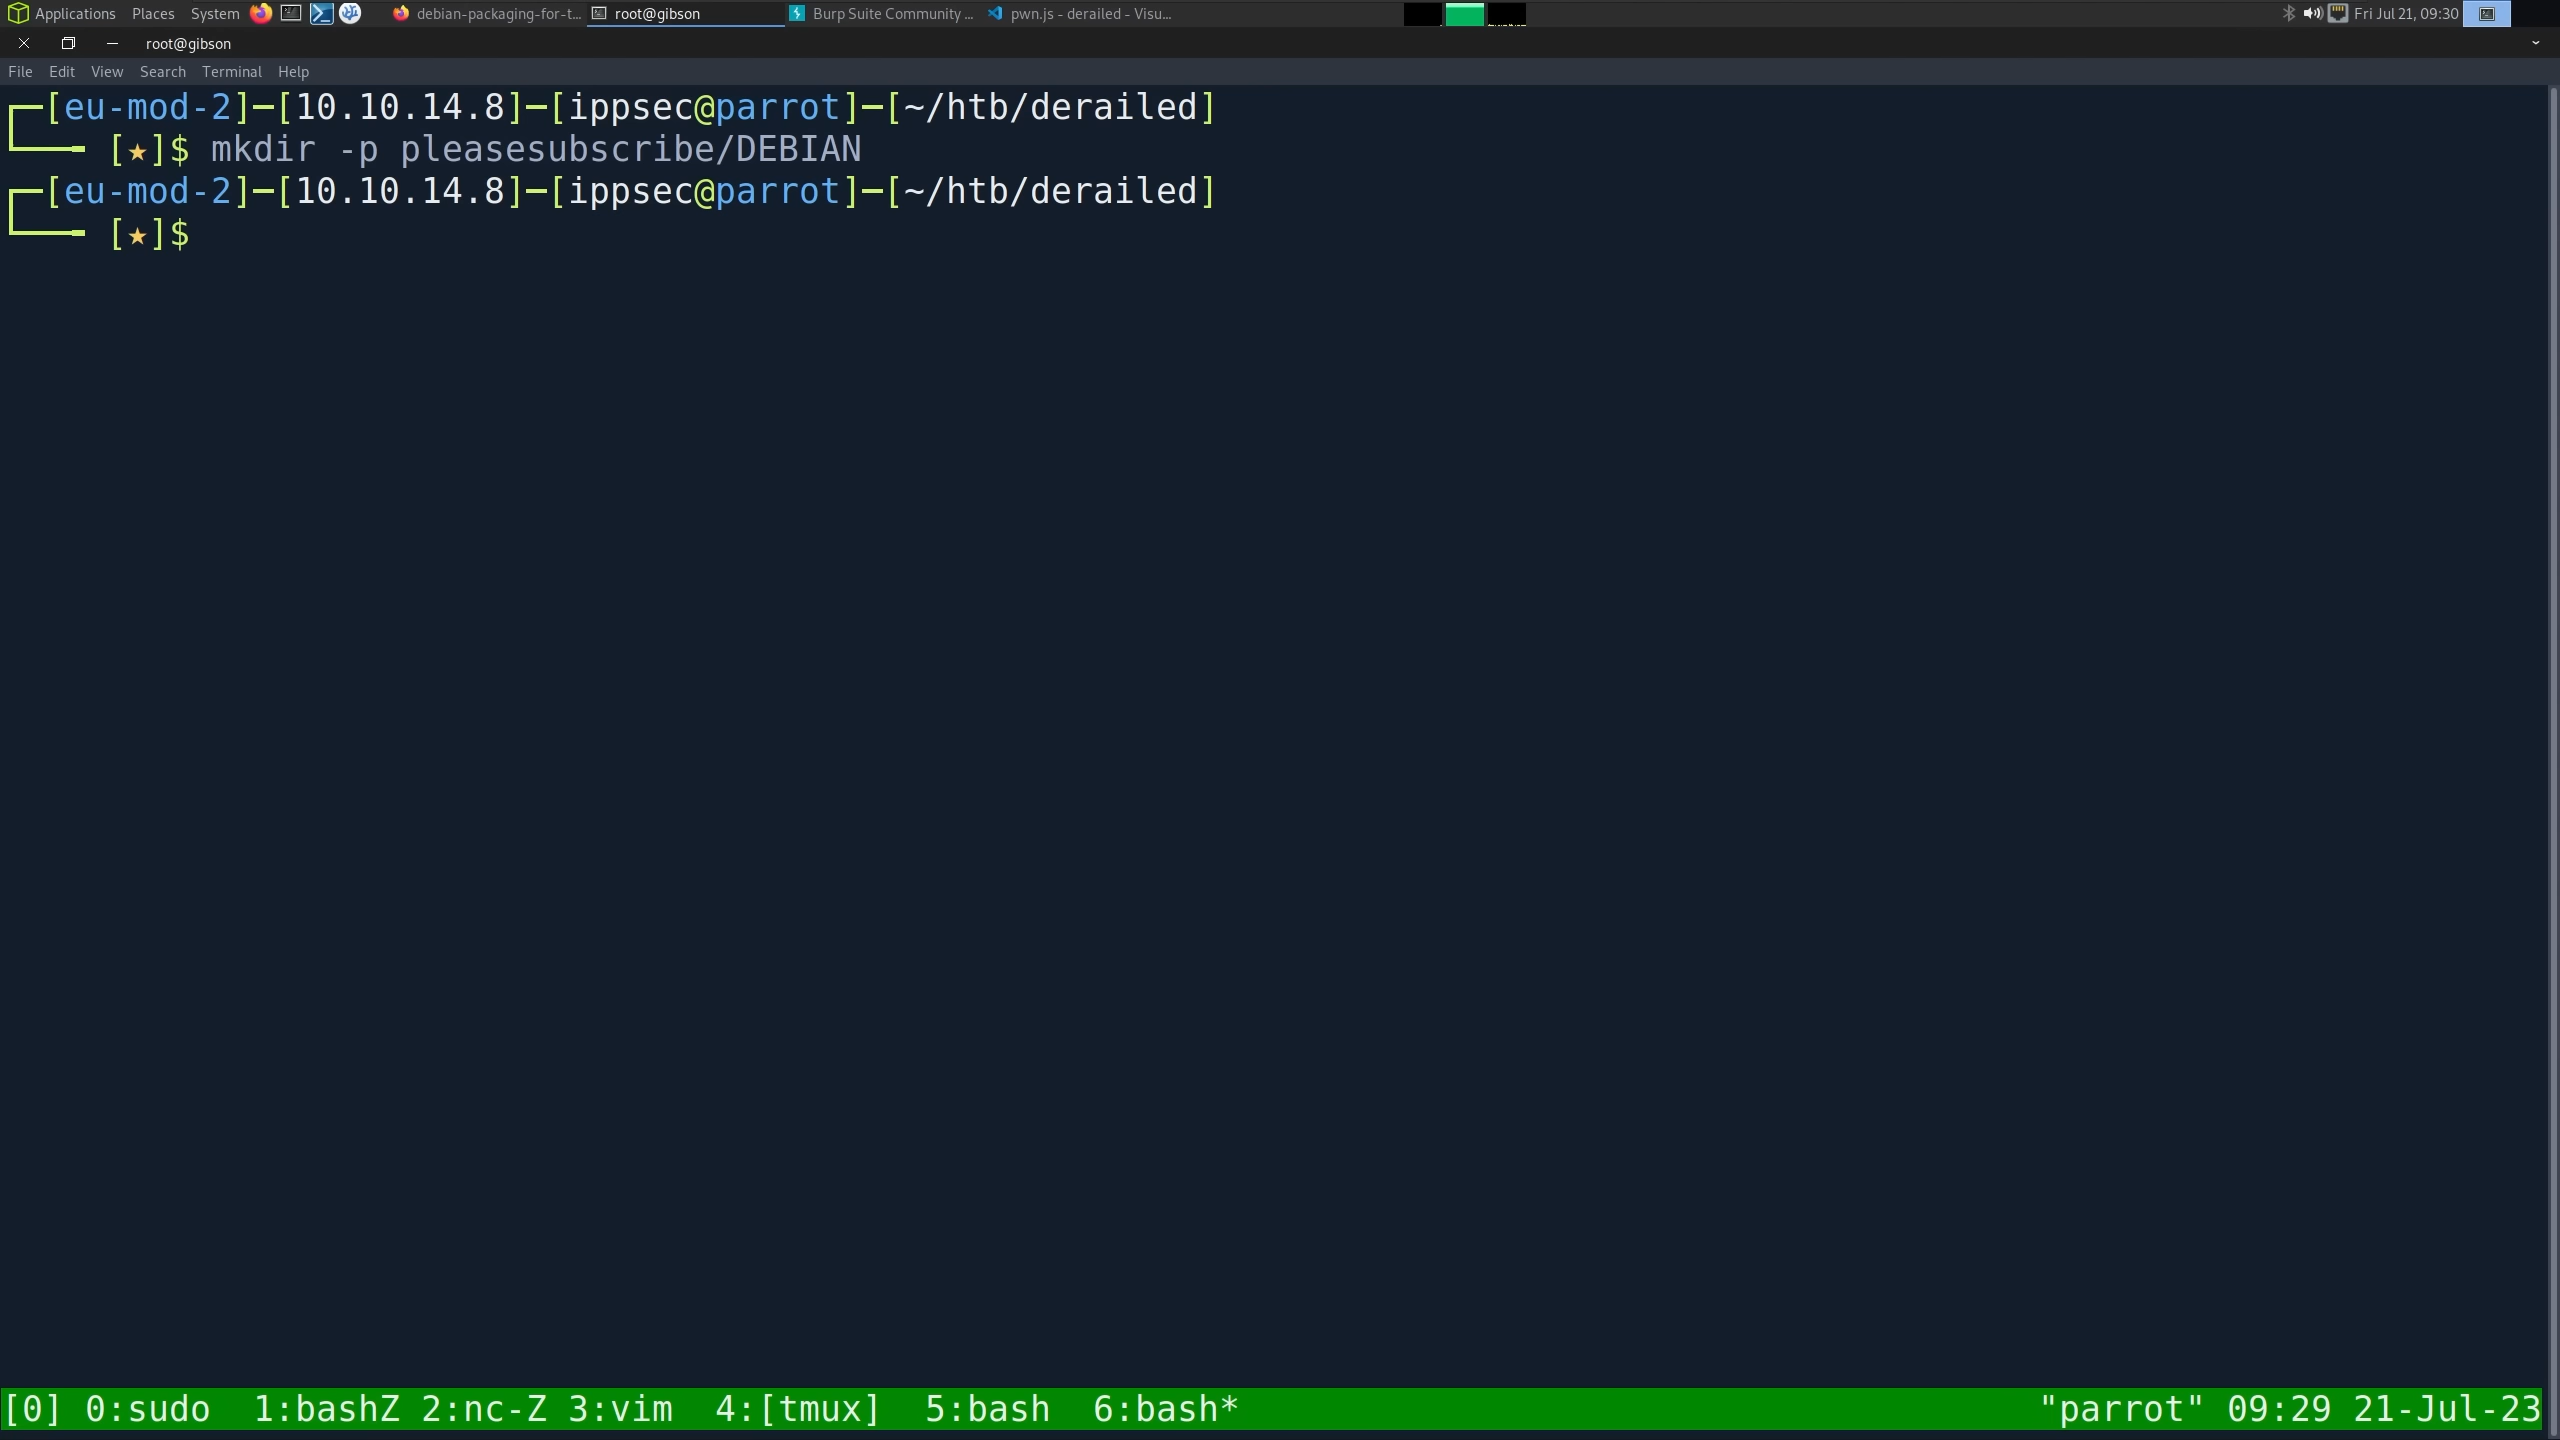 Applications Places System debian-packaging-for-t... root@gibson Burp Suite Community ... pwn.js - derailed - Visu... Fri Jul 21, 09:30
root@gibson
File Edit View Search Terminal Help
┌─[eu-mod-2]─[10.10.14.8]─[ippsec@parrot]─[~/htb/derailed]
└──╼ [★]$ mkdir -p pleasesubscribe/DEBIAN
┌─[eu-mod-2]─[10.10.14.8]─[ippsec@parrot]─[~/htb/derailed]
└──╼ [★]$
[0] 0:sudo 1:bashZ 2:nc-Z 3:vim 4:[tmux] 5:bash 6:bash* "parrot" 09:29 21-Jul-23